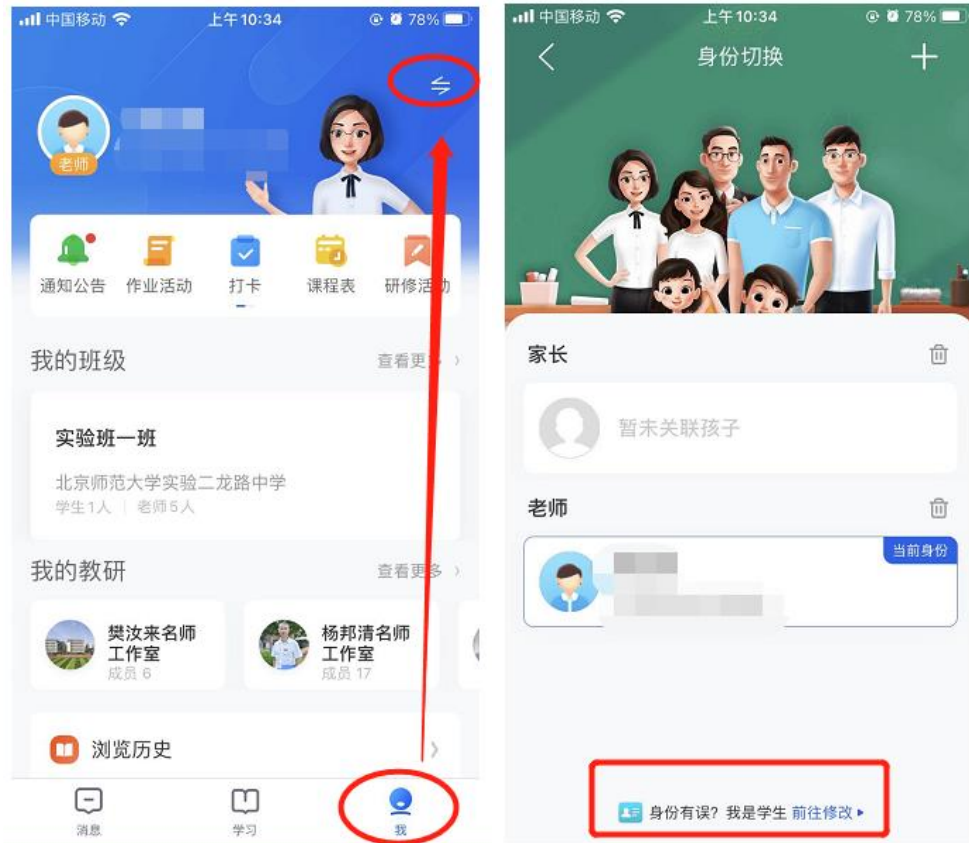 中国移动 上午10:34 78%
老师
通知公告 作业活动 打卡 课程表 研修活动
我的班级 查看更多
实验班一班
北京师范大学实验二龙路中学
学生1人 | 老师5人
我的教研 查看更多
樊汝来名师
工作室
成员 6
杨邦清名师
工作室
成员 17
浏览历史
消息 学习 我
中国移动 上午10:34 78%
身份切换
家长
暂未关联孩子
老师
当前身份
身份有误？我是学生 前往修改